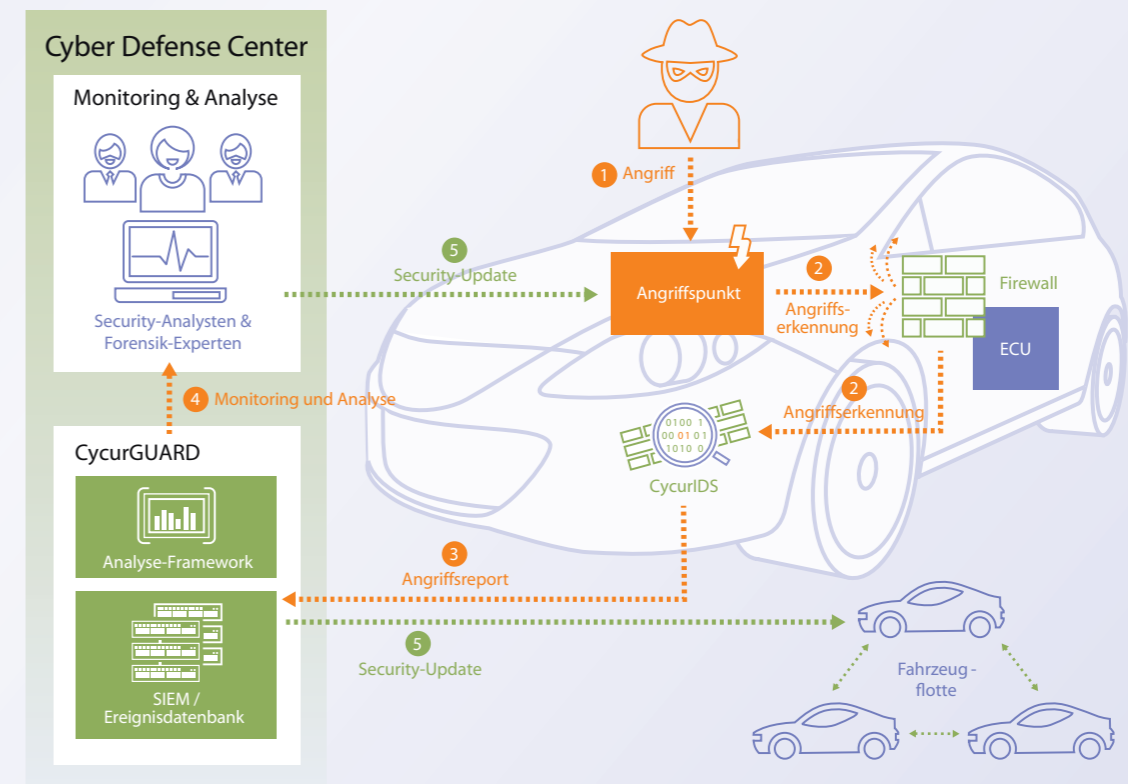 Cyber Defense Center
Monitoring & Analyse
Security-Analysten &
Forensik-Experten
4 Monitoring und Analyse
CycurGUARD
Analyse-Framework
SIEM /
Ereignisdatenbank
1 Angriff
5
Security-Update
Angriffspunkt
2
Angriffs-
erkennung
Firewall
ECU
2
Angriffserkennung
0100 1
00 01 01
1010 0
CycurIDS
3
Angriffsreport
5
Security-Update
Fahrzeug-
flotte